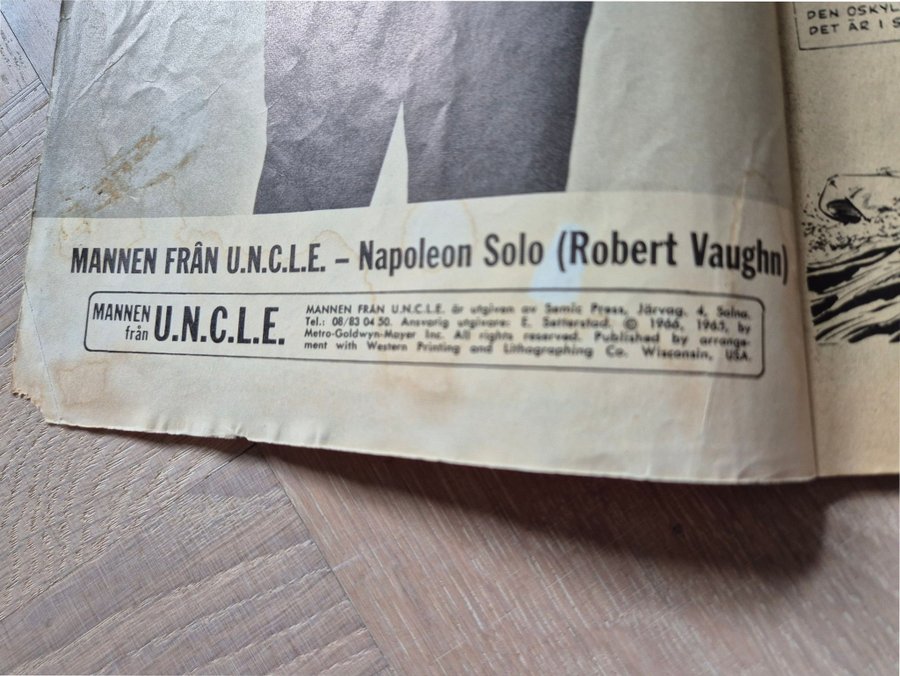 DEN OSKYL
DET ÄR I S
MANNEN FRÅN U.N.C.L.E. – Napoleon Solo (Robert Vaughn)
MANNEN
från U.N.C.L.E.
MANNEN FRÅN U.N.C.L.E. är utgiven av Semic Press, Järvag. 4, Solna.
Tel.: 08/83 04 50. Ansvarig utgivare: E. Setterstad. © 1966, 1965, by
Metro-Goldwyn-Mayer Inc. All rights reserved. Published by arrange-
ment with Western Printing and Lithographing Co. Wisconsin, USA.